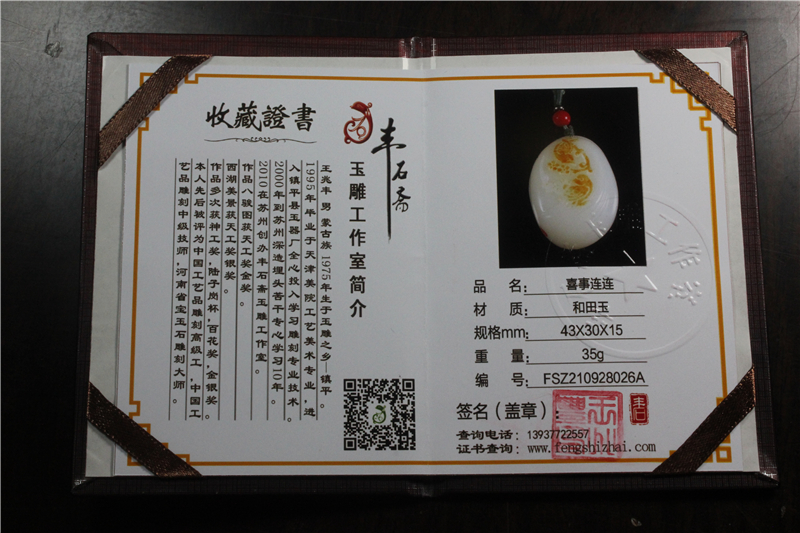 收藏證書
丰石斋
玉雕工作室简介
王兆丰 男 蒙古族 1975年生于玉雕之乡—镇平。
1995年毕业于天津美院工艺美术专业，进
入镇平县玉器厂全心投入学习雕刻专业技术。
2000年到苏州深造埋头苦干专心学习10年。
2010在苏州创办丰石斋玉雕工作室。
作品八骏图获天工奖金奖。
西湖美景获天工奖银奖。
作品多次获神工奖，陆子岗杯，百花奖，金银奖。
本人先后被评为中国工艺品雕刻高级工，中国工
艺品雕刻中级技师，河南省宝玉石雕刻大师。
品 名： 喜事连连
材 质： 和田玉
规格mm： 43X30X15
重 量： 35g
编 号： FSZ210928026A
签名（盖章）：
查询电话：13937722557
证书查询：www.fengshizhai.com